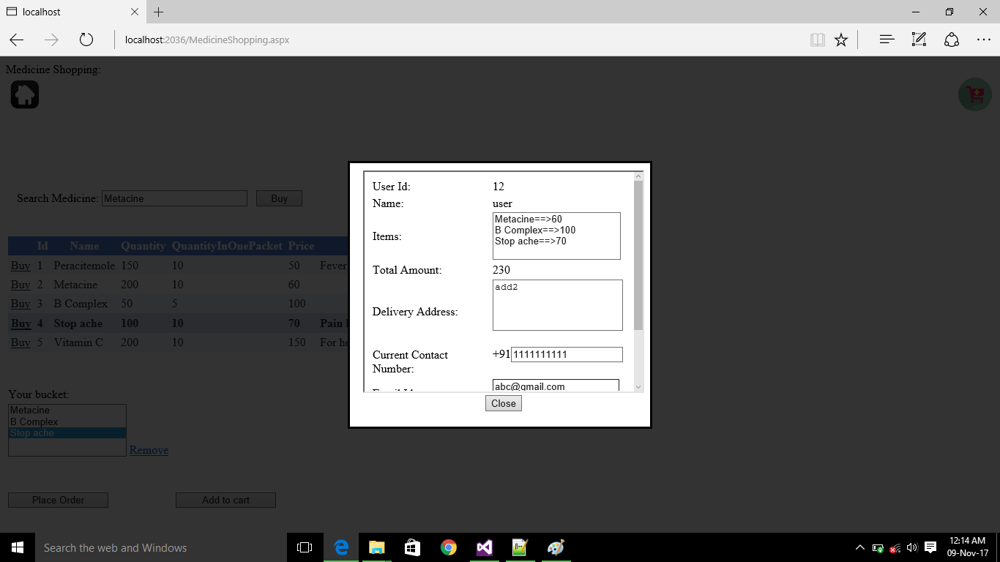 localhost
localhost:2036/MedicineShopping.aspx
Medicine Shopping:
Search Medicine: Metacine Buy
Id Name Quantity QuantityInOnePacket Price
Buy 1 Peracitemole 150 10 50 Fever
Buy 2 Metacine 200 10 60
Buy 3 B Complex 50 5 100
Buy 4 Stop ache 100 10 70 Pain
Buy 5 Vitamin C 200 10 150 For
Your bucket:
Metacine
B Complex
Stop ache
Remove
Place Order Add to cart
User Id: 12
Name: user
Items:
Metacine==>60
B Complex==>100
Stop ache==>70
Total Amount: 230
Delivery Address: add2
Current Contact Number: +91 1111111111
abc@gmail.com
Close
Search the web and Windows
12:14 AM
09-Nov-17